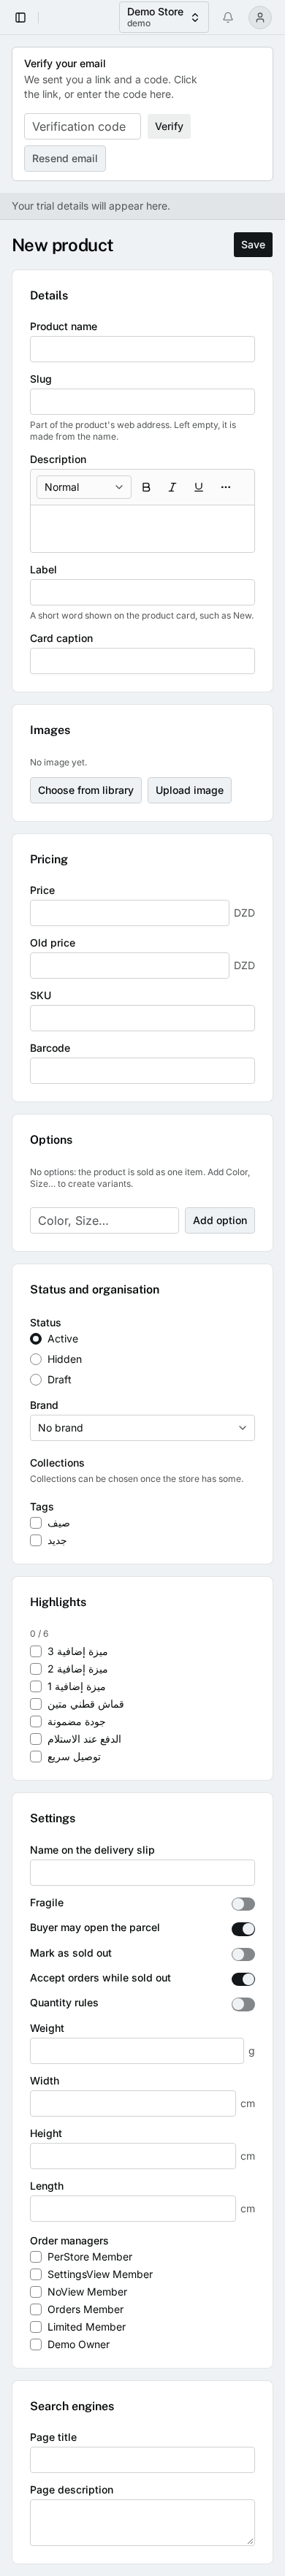 Demo Store
demo
Verify your email
We sent you a link and a code. Click
the link, or enter the code here.
Verification code
Verify
Resend email
Your trial details will appear here.
New product
Save
Details
Product name
Slug
Part of the product's web address. Left empty, it is
made from the name.
Description
Normal
B I U
Label
A short word shown on the product card, such as New.
Card caption
Images
No image yet.
Choose from library
Upload image
Pricing
Price
DZD
Old price
DZD
SKU
Barcode
Options
No options: the product is sold as one item. Add Color,
Size… to create variants.
Color, Size…
Add option
Status and organisation
Status
Active
Hidden
Draft
Brand
No brand
Collections
Collections can be chosen once the store has some.
Tags
صيف
جديد
Highlights
0 / 6
ميزة إضافية 3
ميزة إضافية 2
ميزة إضافية 1
قماش قطني متين
جودة مضمونة
الدفع عند الاستلام
توصيل سريع
Settings
Name on the delivery slip
Fragile
Buyer may open the parcel
Mark as sold out
Accept orders while sold out
Quantity rules
Weight
g
Width
cm
Height
cm
Length
cm
Order managers
PerStore Member
SettingsView Member
NoView Member
Orders Member
Limited Member
Demo Owner
Search engines
Page title
Page description